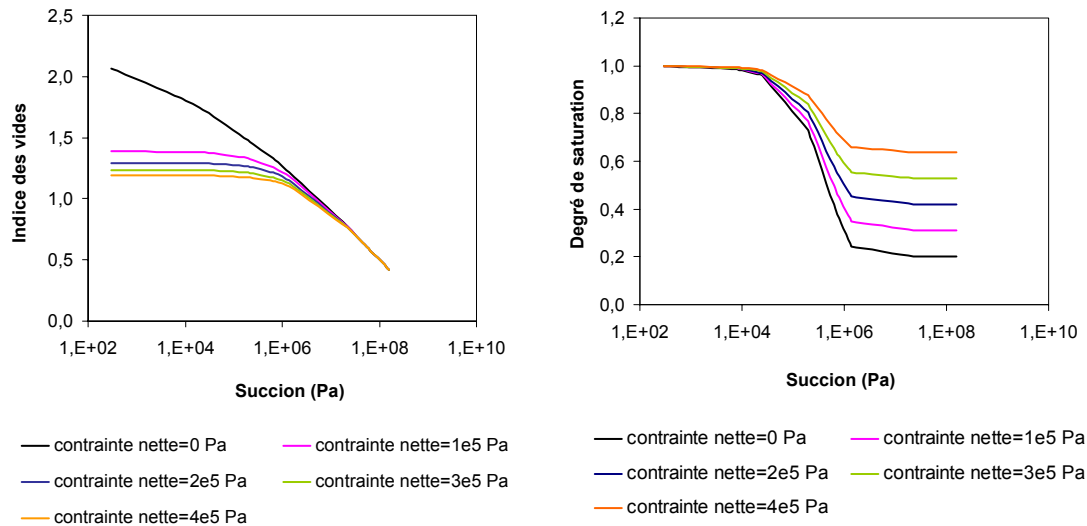 2,5
2,0
1,5
1,0
0,5
0,0
Indice des vides
1,E+02 1,E+04 1,E+06 1,E+08 1,E+10
Succion (Pa)
contrainte nette=0 Pa contrainte nette=1e5 Pa
contrainte nette=2e5 Pa contrainte nette=3e5 Pa
contrainte nette=4e5 Pa
1,2
1,0
0,8
0,6
0,4
0,2
0,0
Degré de saturation
1,E+02 1,E+04 1,E+06 1,E+08 1,E+10
Succion (Pa)
contrainte nette=0 Pa contrainte nette=1e5 Pa
contrainte nette=2e5 Pa contrainte nette=3e5 Pa
contrainte nette=4e5 Pa